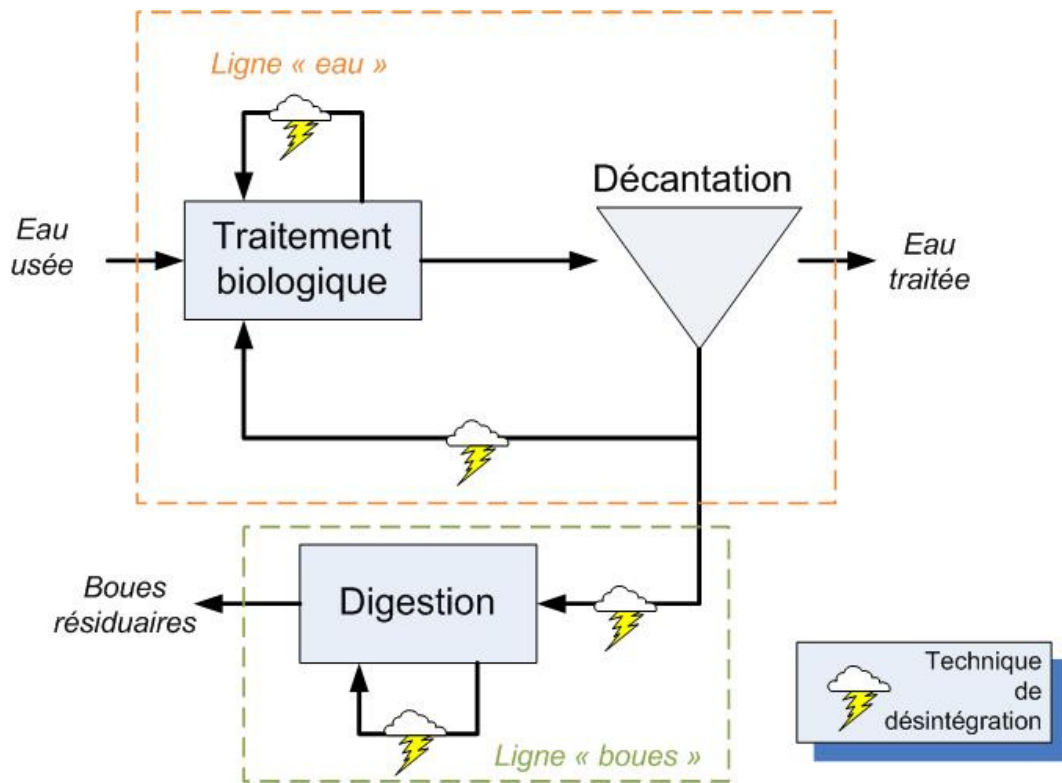 Ligne « eau »
Décantation
Eau
usée
Traitement
biologique
Eau
traitée
Boues
résiduaires
Digestion
Technique
de
désintégration
Ligne « boues »